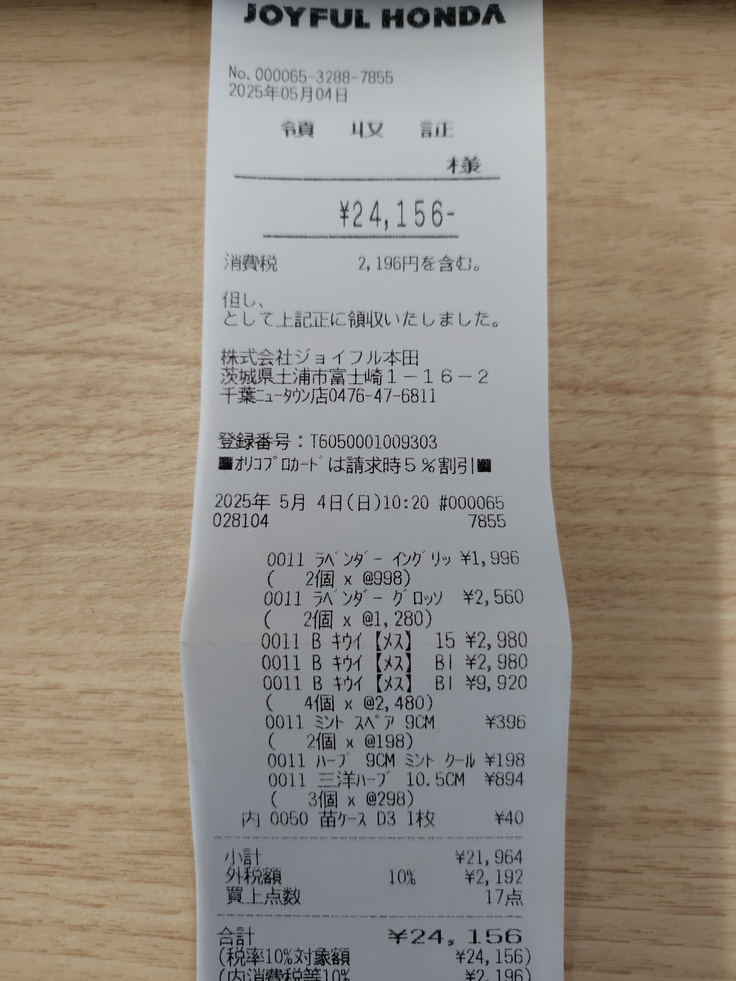 JOYFUL HONDA
No. 000065-3288-7855
2025年05月04日
領 収 証
様
¥24,156-
消費税 2,196円を含む。
但し、
として上記正に領収いたしました。
株式会社ジョイフル本田
茨城県土浦市富士崎1-16-2
千葉ﾆｭｰﾀｳﾝ店0476-47-6811
登録番号:T6050001009303
■ｵﾘｺﾌﾟﾛｶｰﾄﾞは請求時5%割引■
2025年 5月 4日(日)10:20 #000065
028104 7855
0011 ﾗﾍﾞﾝﾀﾞｰ ｲﾝｸﾞﾘｯ ¥1,996
( 2個 x @998)
0011 ﾗﾍﾞﾝﾀﾞｰ ｸﾞﾛｯｿ ¥2,560
( 2個 x @1,280)
0011 B ｷｳｲ【ﾒｽ】 15 ¥2,980
0011 B ｷｳｲ【ﾒｽ】 BI ¥2,980
0011 B ｷｳｲ【ﾒｽ】 BI ¥9,920
( 4個 x @2,480)
0011 ﾐﾝﾄ ｽﾍﾟｱ 9CM ¥396
( 2個 x @198)
0011 ﾊｰﾌﾞ 9CM ﾐﾝﾄ ｸｰﾙ ¥198
0011 三洋ﾊｰﾌﾞ 10.5CM ¥894
( 3個 x @298)
内 0050 苗ｹｰｽ D3 1枚 ¥40
小計 ¥21,964
外税額 10% ¥2,192
買上点数 17点
合計 ¥24,156
(税率10%対象額 ¥24,156)
(内消費税等10% ¥2,196)